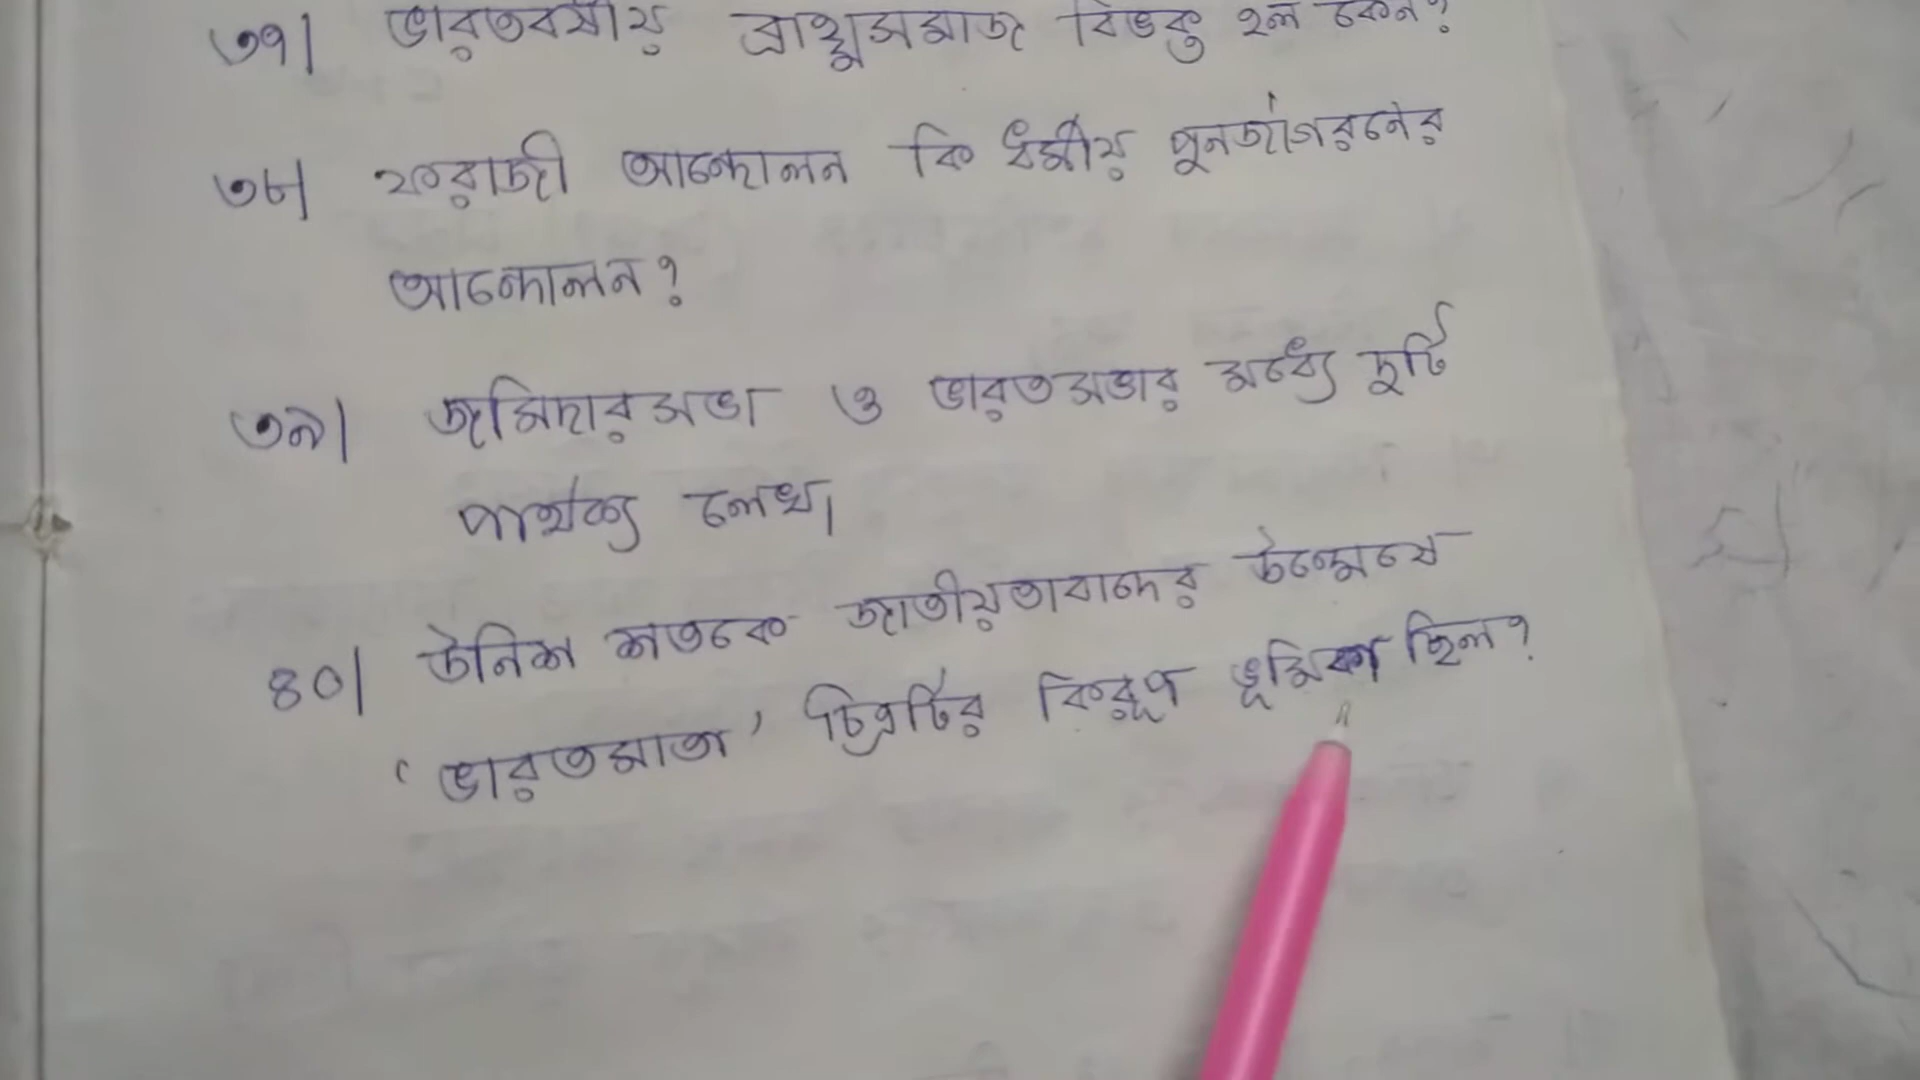 ৩৭| ভারতবর্ষীয় ব্রাহ্মসমাজ বিভক্ত হল কেন?
৩৮| ফরাজী আন্দোলন কি ধর্মীয় পুনর্জাগরনের
আন্দোলন?
৩৯| জমিদারসভা ও ভারতসভার মধ্যে দুটি
পার্থক্য লেখ।
৪০| উনিশ শতকে জাতীয়তাবাদের উন্মেষে
'ভারতমাতা' চিত্রটির কিরূপ ভূমিকা ছিল?